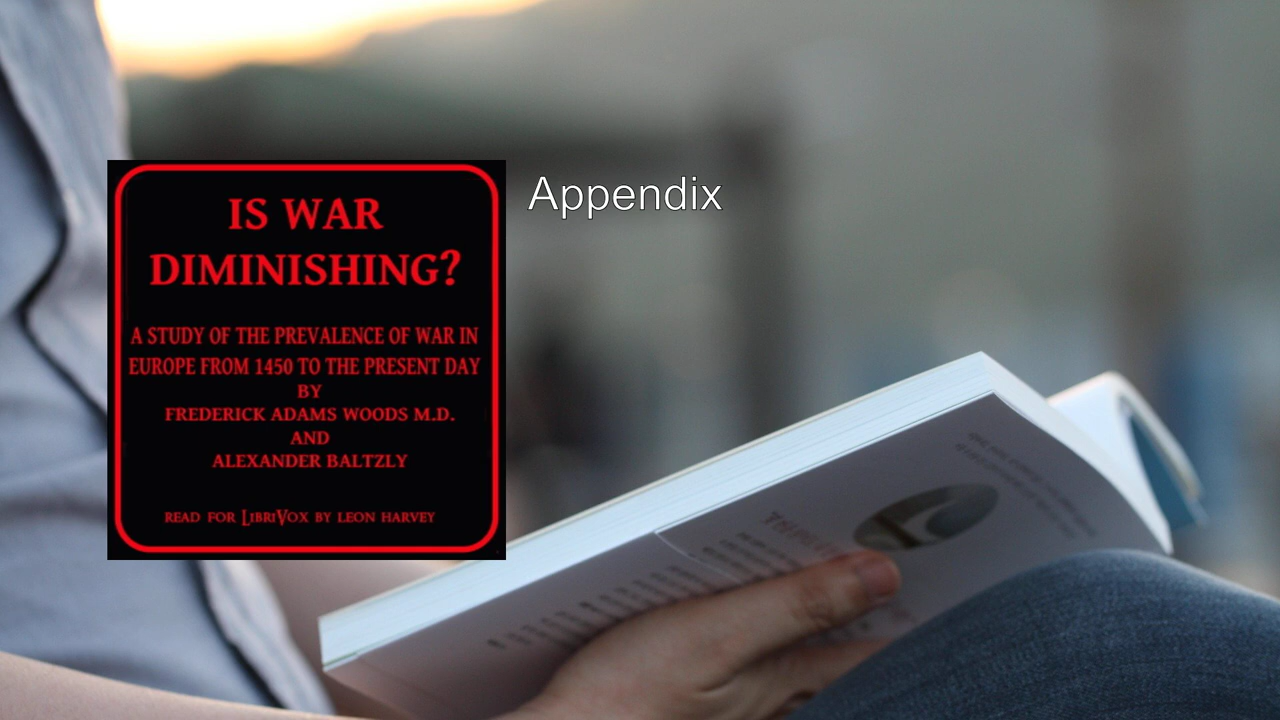 IS WAR
DIMINISHING?
A STUDY OF THE PREVALENCE OF WAR IN
EUROPE FROM 1450 TO THE PRESENT DAY
BY
FREDERICK ADAMS WOODS M.D.
AND
ALEXANDER BALTZLY
READ FOR LIBRIVOX BY LEON HARVEY
Appendix